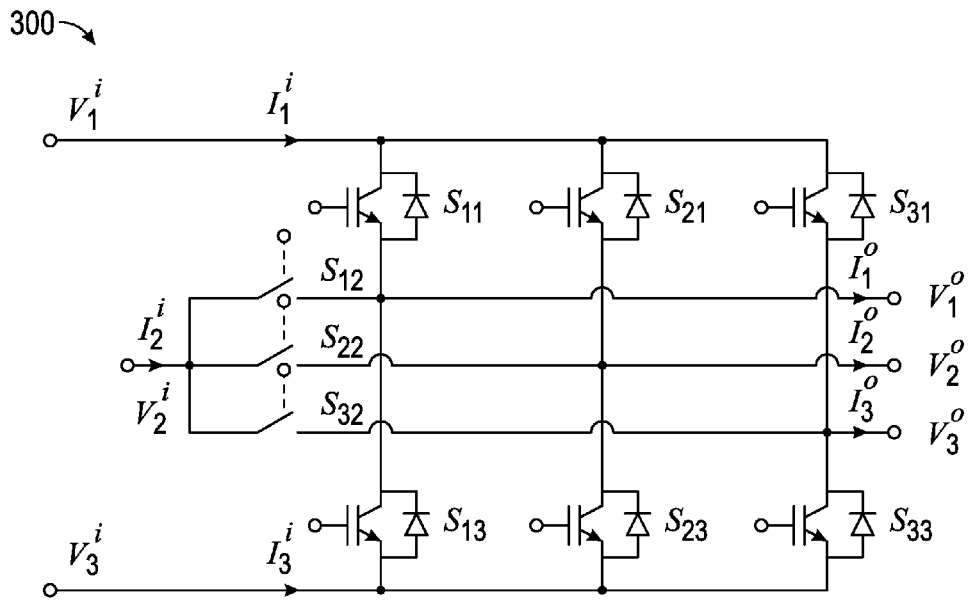 300
V₁ⁱ I₁ⁱ
S₁₁ S₂₁ S₃₁
S₁₂ I₁ᵒ V₁ᵒ
I₂ⁱ S₂₂ I₂ᵒ V₂ᵒ
V₂ⁱ S₃₂ I₃ᵒ V₃ᵒ
S₁₃ S₂₃ S₃₃
V₃ⁱ I₃ⁱ